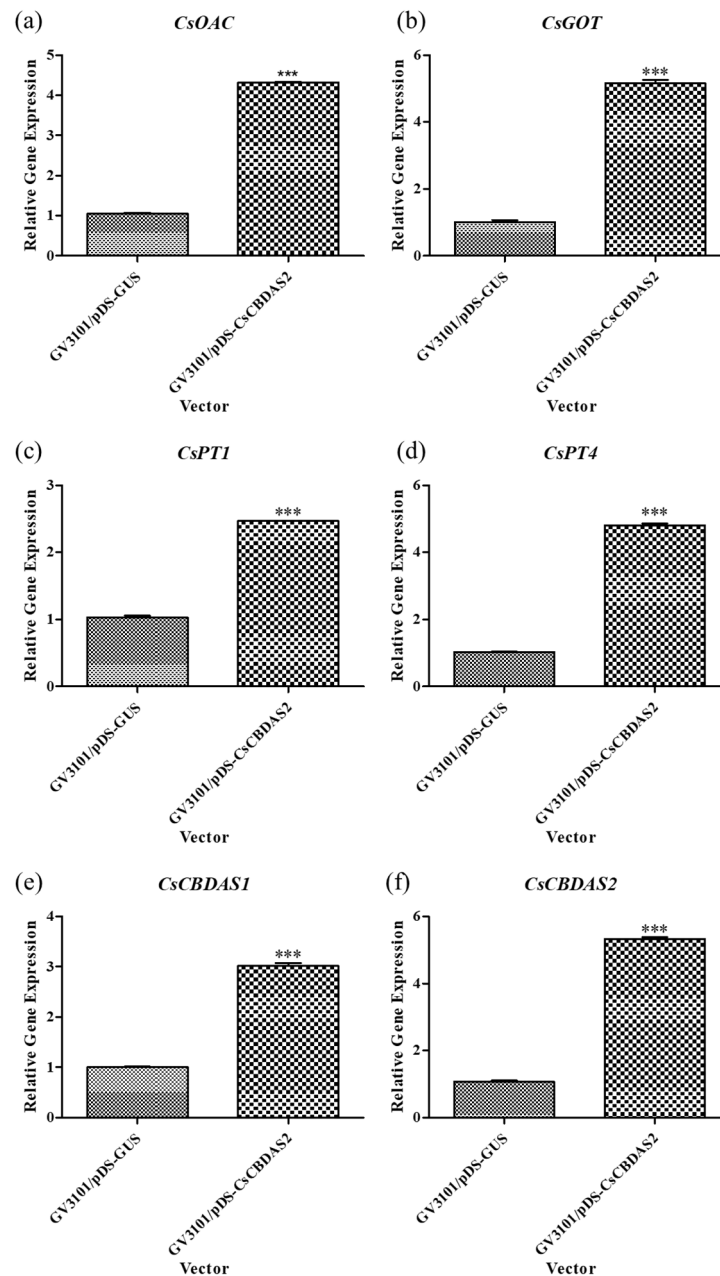 (a)
CsOAC
***
Relative Gene Expression
5
4
3
2
1
0
GV3101/pDS-GUS
GV3101/pDS-CsCBDAS2
Vector
(b)
CsGOT
***
Relative Gene Expression
6
4
2
0
GV3101/pDS-GUS
GV3101/pDS-CsCBDAS2
Vector
(c)
CsPT1
***
Relative Gene Expression
3
2
1
0
GV3101/pDS-GUS
GV3101/pDS-CsCBDAS2
Vector
(d)
CsPT4
***
Relative Gene Expression
6
4
2
0
GV3101/pDS-GUS
GV3101/pDS-CsCBDAS2
Vector
(e)
CsCBDAS1
***
Relative Gene Expression
4
3
2
1
0
GV3101/pDS-GUS
GV3101/pDS-CsCBDAS2
Vector
(f)
CsCBDAS2
***
Relative Gene Expression
6
4
2
0
GV3101/pDS-GUS
GV3101/pDS-CsCBDAS2
Vector